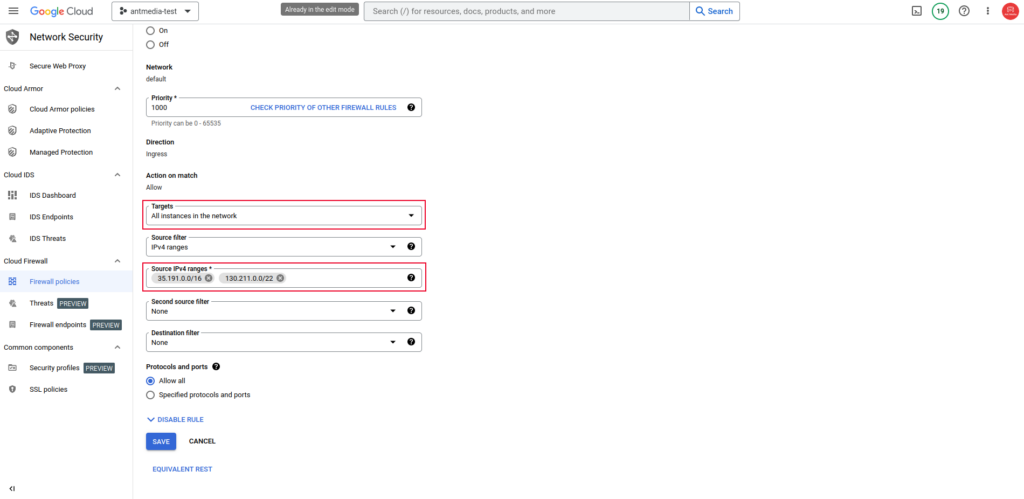 Google Cloud
antmedia-test
Already in the edit mode
Search (/) for resources, docs, products, and more
Search
19
Network Security
Secure Web Proxy
Cloud Armor
Cloud Armor policies
Adaptive Protection
Managed Protection
Cloud IDS
IDS Dashboard
IDS Endpoints
IDS Threats
Cloud Firewall
Firewall policies
Threats PREVIEW
Firewall endpoints PREVIEW
Common components
Security profiles PREVIEW
SSL policies
On
Off
Network
default
Priority *
1000 CHECK PRIORITY OF OTHER FIREWALL RULES
Priority can be 0 - 65535
Direction
Ingress
Action on match
Allow
Targets
All instances in the network
Source filter
IPv4 ranges
Source IPv4 ranges *
35.191.0.0/16 130.211.0.0/22
Second source filter
None
Destination filter
None
Protocols and ports
Allow all
Specified protocols and ports
DISABLE RULE
SAVE CANCEL
EQUIVALENT REST